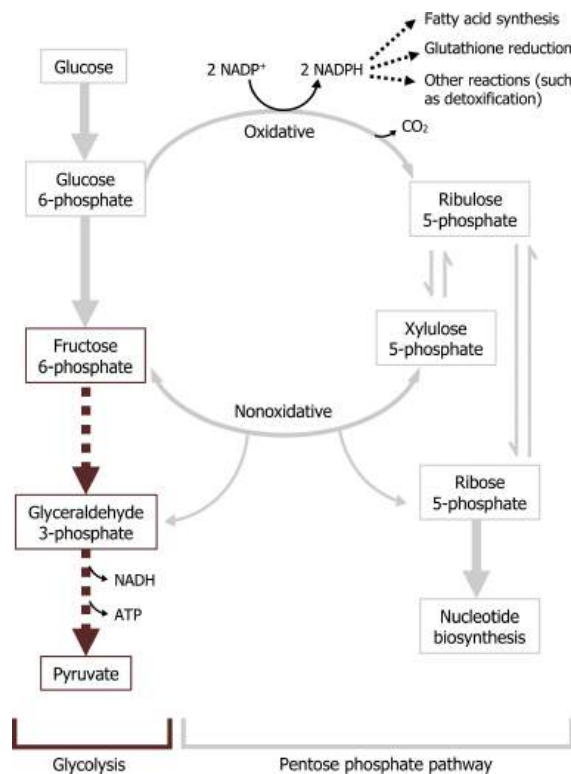 Fatty acid synthesis
Glucose
2 NADP⁺
2 NADPH
Glutathione reduction
Other reactions (such
as detoxification)
Oxidative
CO₂
Glucose
6-phosphate
Ribulose
5-phosphate
Fructose
6-phosphate
Xylulose
5-phosphate
Nonoxidative
Glyceraldehyde
3-phosphate
Ribose
5-phosphate
NADH
ATP
Nucleotide
biosynthesis
Pyruvate
Glycolysis
Pentose phosphate pathway